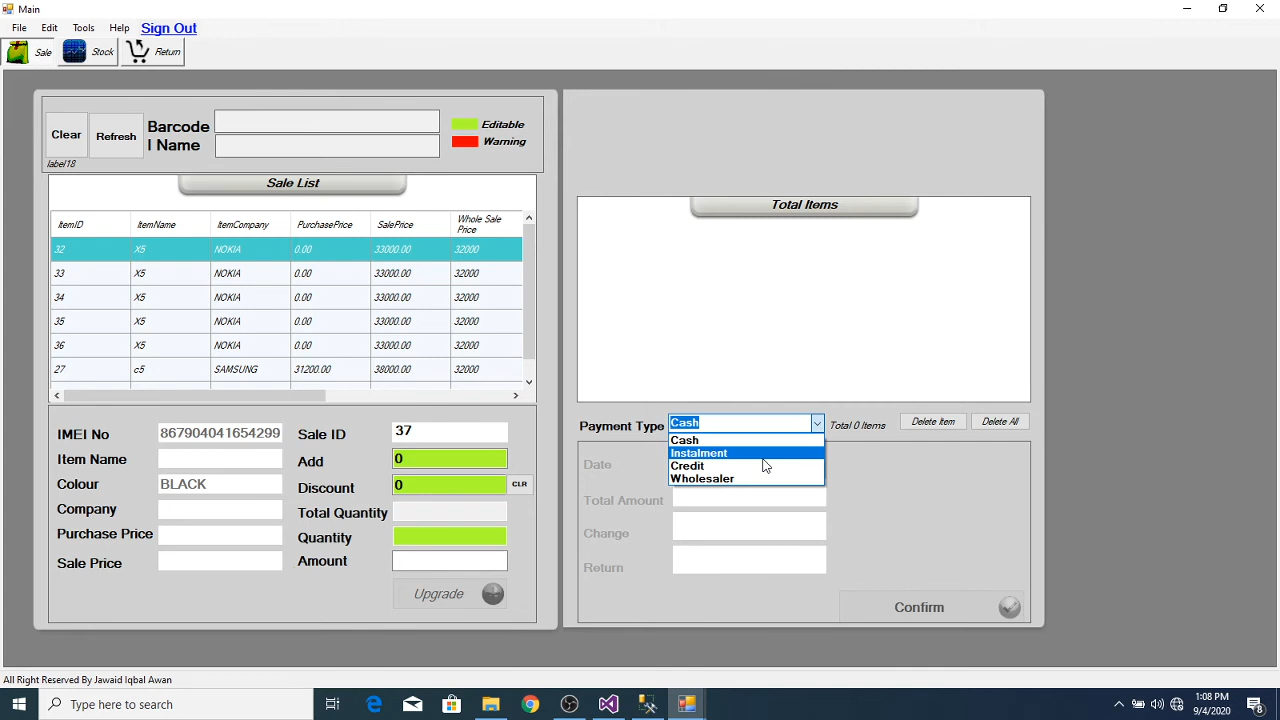 Main
File Edit Tools Help Sign Out
Sale Stock Return
Clear Refresh Barcode Editable
I Name Warning
label18
Sale List
ItemID ItemName ItemCompany PurchasePrice SalePrice Whole Sale Price
32 X5 NOKIA 0.00 33000.00 32000
33 X5 NOKIA 0.00 33000.00 32000
34 X5 NOKIA 0.00 33000.00 32000
35 X5 NOKIA 0.00 33000.00 32000
36 X5 NOKIA 0.00 33000.00 32000
27 c5 SAMSUNG 31200.00 38000.00 32000
IMEI No 867904041654299 Sale ID 37
Item Name Add 0
Colour BLACK Discount 0 CLR
Company Total Quantity
Purchase Price Quantity
Sale Price Amount
Upgrade
Total Items
Payment Type Cash Total 0 Items Delete Item Delete All
Cash
Instalment
Credit
Wholesaler
Date
Total Amount
Change
Return
Confirm
All Right Reserved By Jawaid Iqbal Awan
Type here to search
1:08 PM
9/4/2020
8